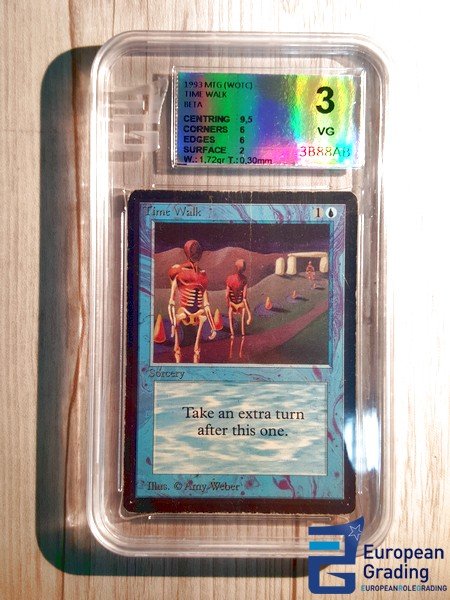 1993 MTG (WOTC)
TIME WALK
BETA
CENTRING 9,5
CORNERS 6
EDGES 6
SURFACE 2
W.: 1,72gr T.: 0,30mm
3
VG
3B88AB
Time Walk 1
Sorcery
Take an extra turn
after this one.
Illus. © Amy Weber
European
Grading
EUROPEANROLEGRADING